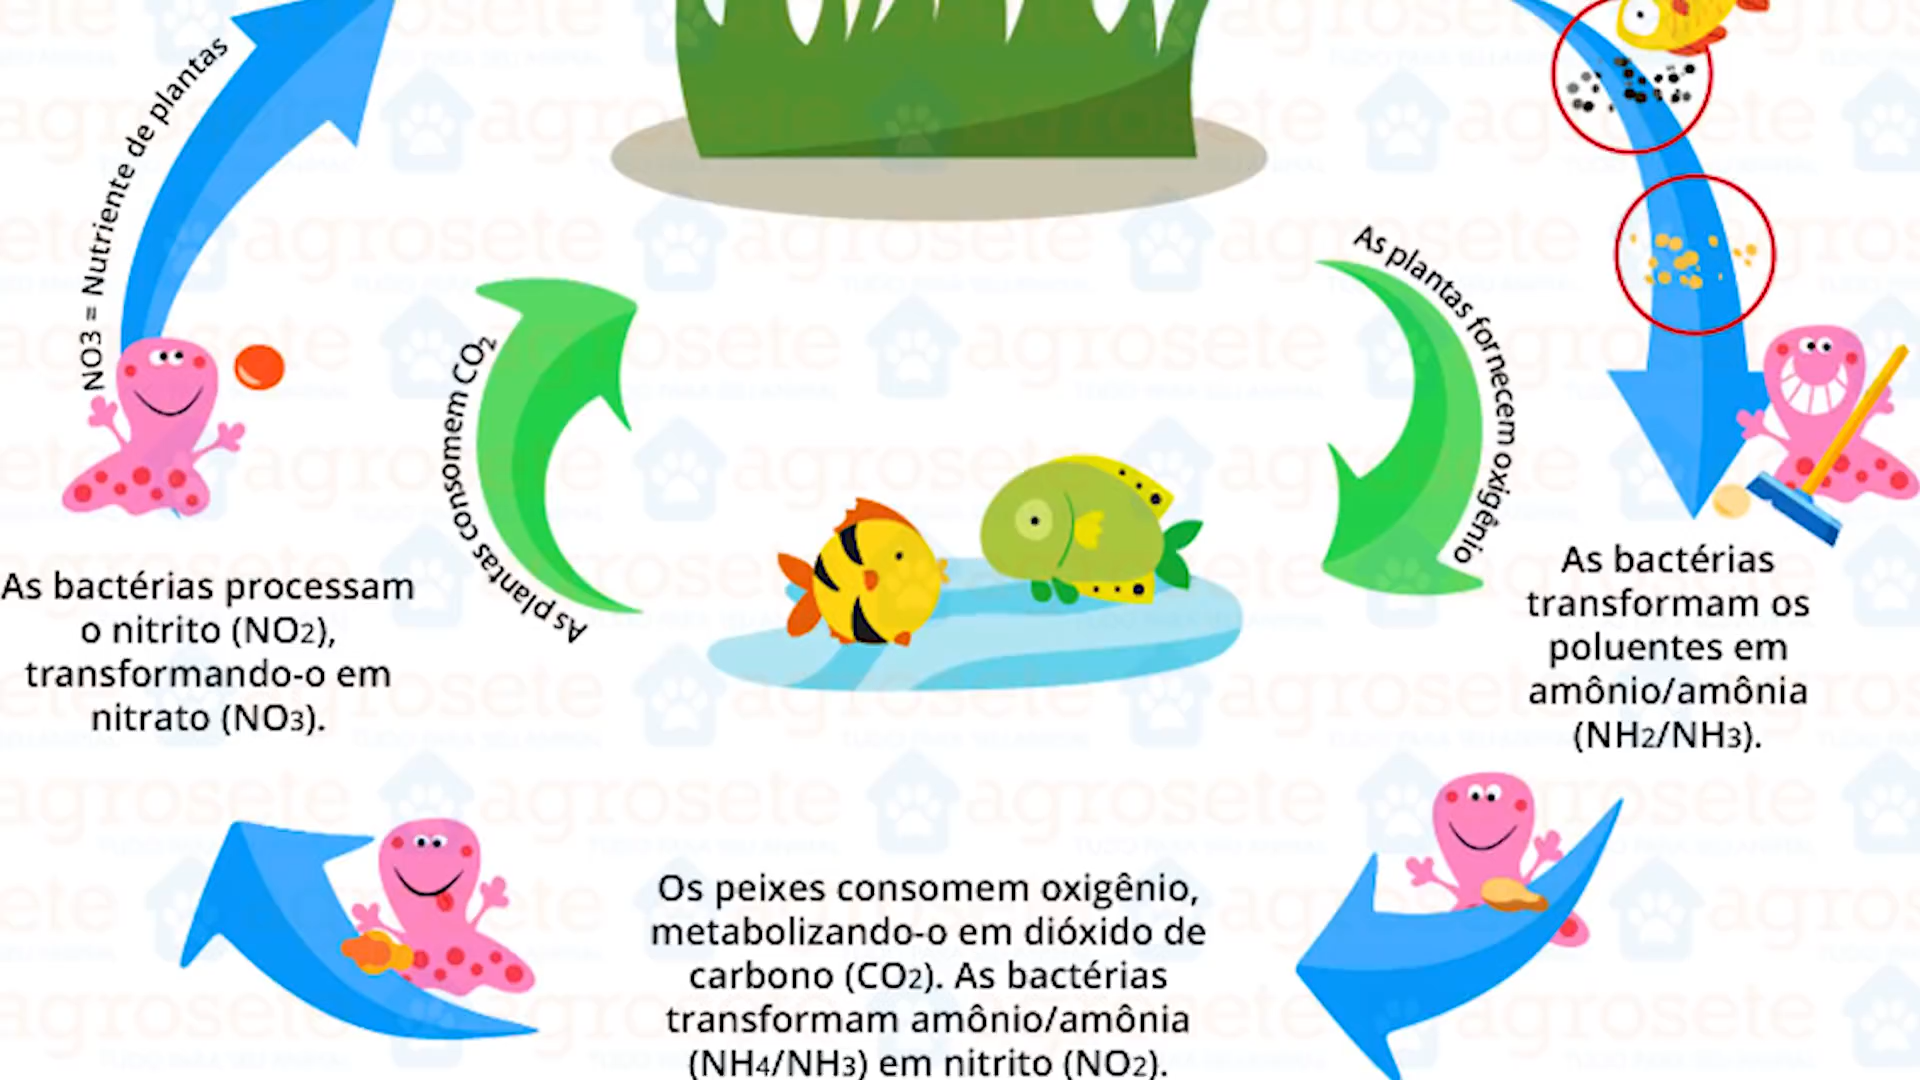 NO3 = Nutriente de plantas
As plantas consomem CO2
As plantas fornecem oxigênio
As bactérias processam
o nitrito (NO2),
transformando-o em
nitrato (NO3).
As bactérias
transformam os
poluentes em
amônio/amônia
(NH2/NH3).
Os peixes consomem oxigênio,
metabolizando-o em dióxido de
carbono (CO2). As bactérias
transformam amônio/amônia
(NH4/NH3) em nitrito (NO2).
agrosete